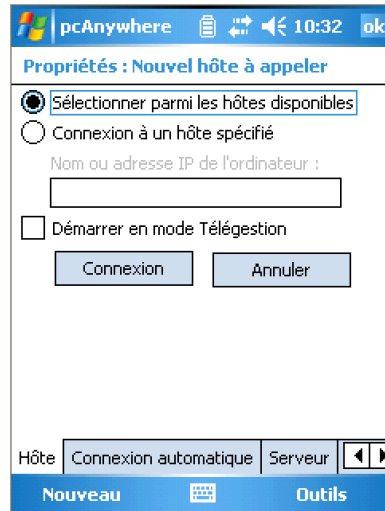 pcAnywhere 10:32 ok
Propriétés : Nouvel hôte à appeler
Sélectionner parmi les hôtes disponibles
Connexion à un hôte spécifié
Nom ou adresse IP de l'ordinateur :
Démarrer en mode Télégestion
Connexion Annuler
Hôte Connexion automatique Serveur
Nouveau Outils